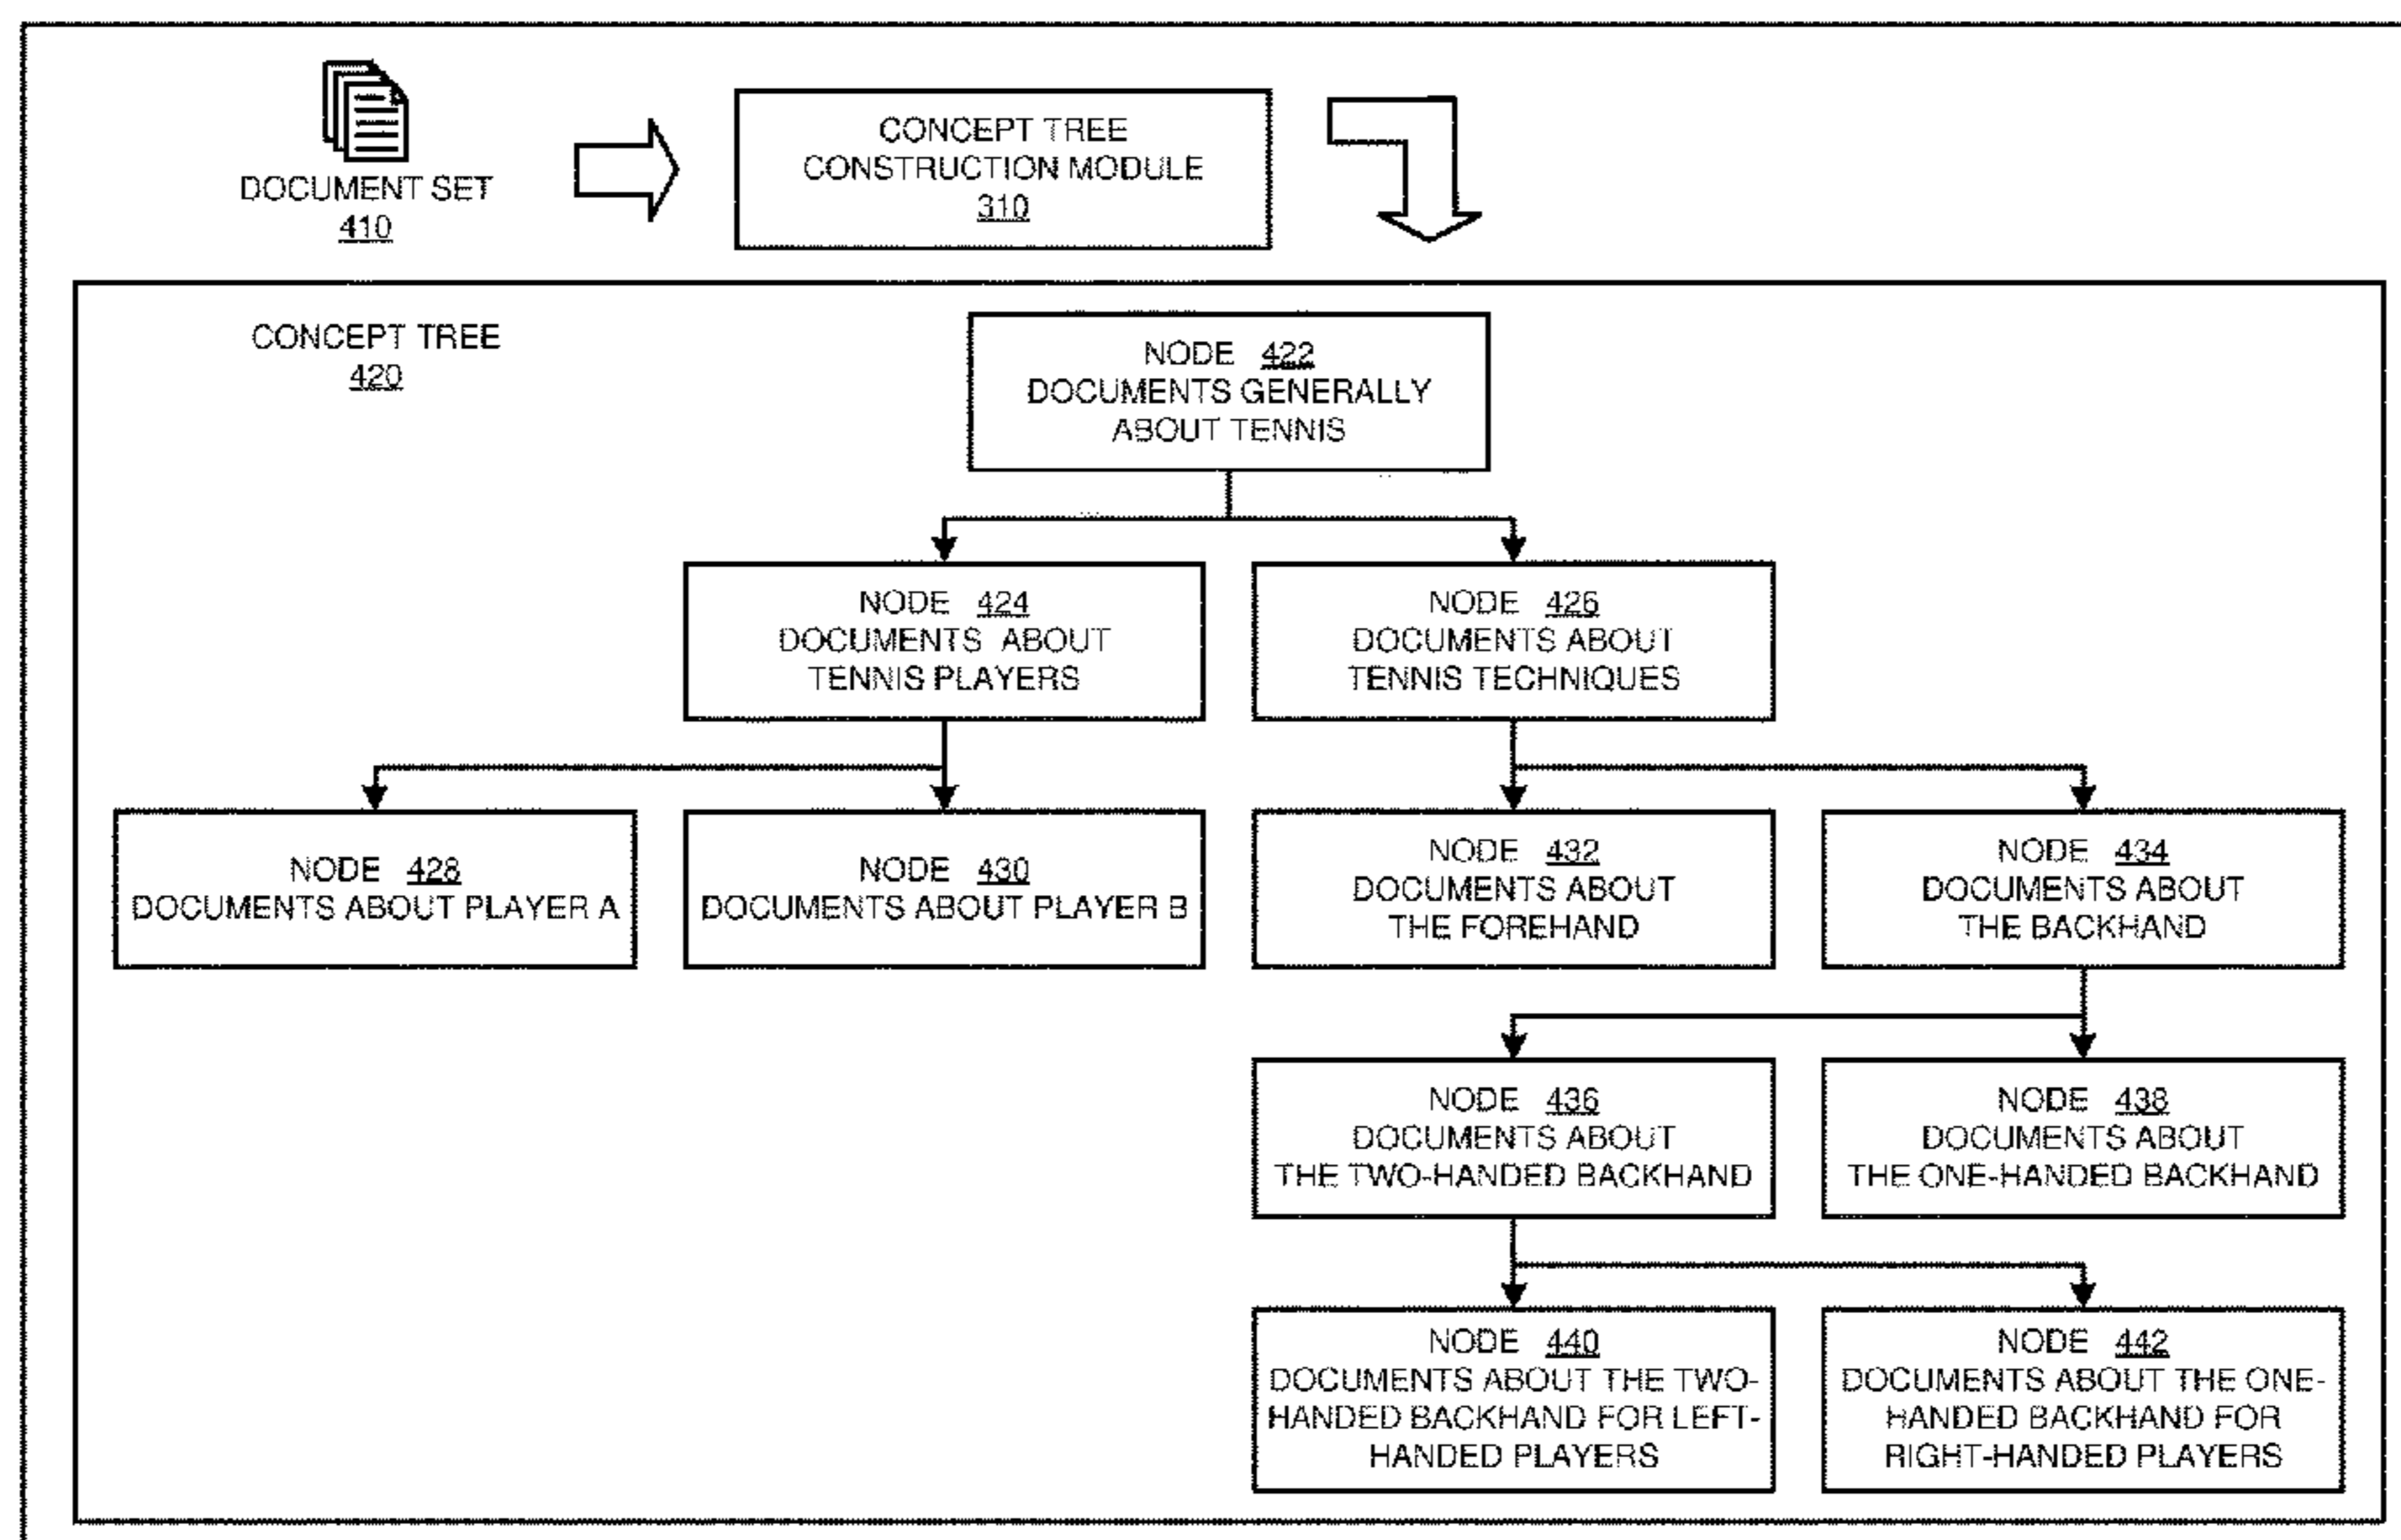 DOCUMENT SET
410
CONCEPT TREE
CONSTRUCTION MODULE
310
CONCEPT TREE
420
NODE 422
DOCUMENTS GENERALLY
ABOUT TENNIS
NODE 424
DOCUMENTS ABOUT
TENNIS PLAYERS
NODE 426
DOCUMENTS ABOUT
TENNIS TECHNIQUES
NODE 428
DOCUMENTS ABOUT PLAYER A
NODE 430
DOCUMENTS ABOUT PLAYER B
NODE 432
DOCUMENTS ABOUT
THE FOREHAND
NODE 434
DOCUMENTS ABOUT
THE BACKHAND
NODE 436
DOCUMENTS ABOUT
THE TWO-HANDED BACKHAND
NODE 438
DOCUMENTS ABOUT
THE ONE-HANDED BACKHAND
NODE 440
DOCUMENTS ABOUT THE TWO-
HANDED BACKHAND FOR LEFT-
HANDED PLAYERS
NODE 442
DOCUMENTS ABOUT THE ONE-
HANDED BACKHAND FOR
RIGHT-HANDED PLAYERS